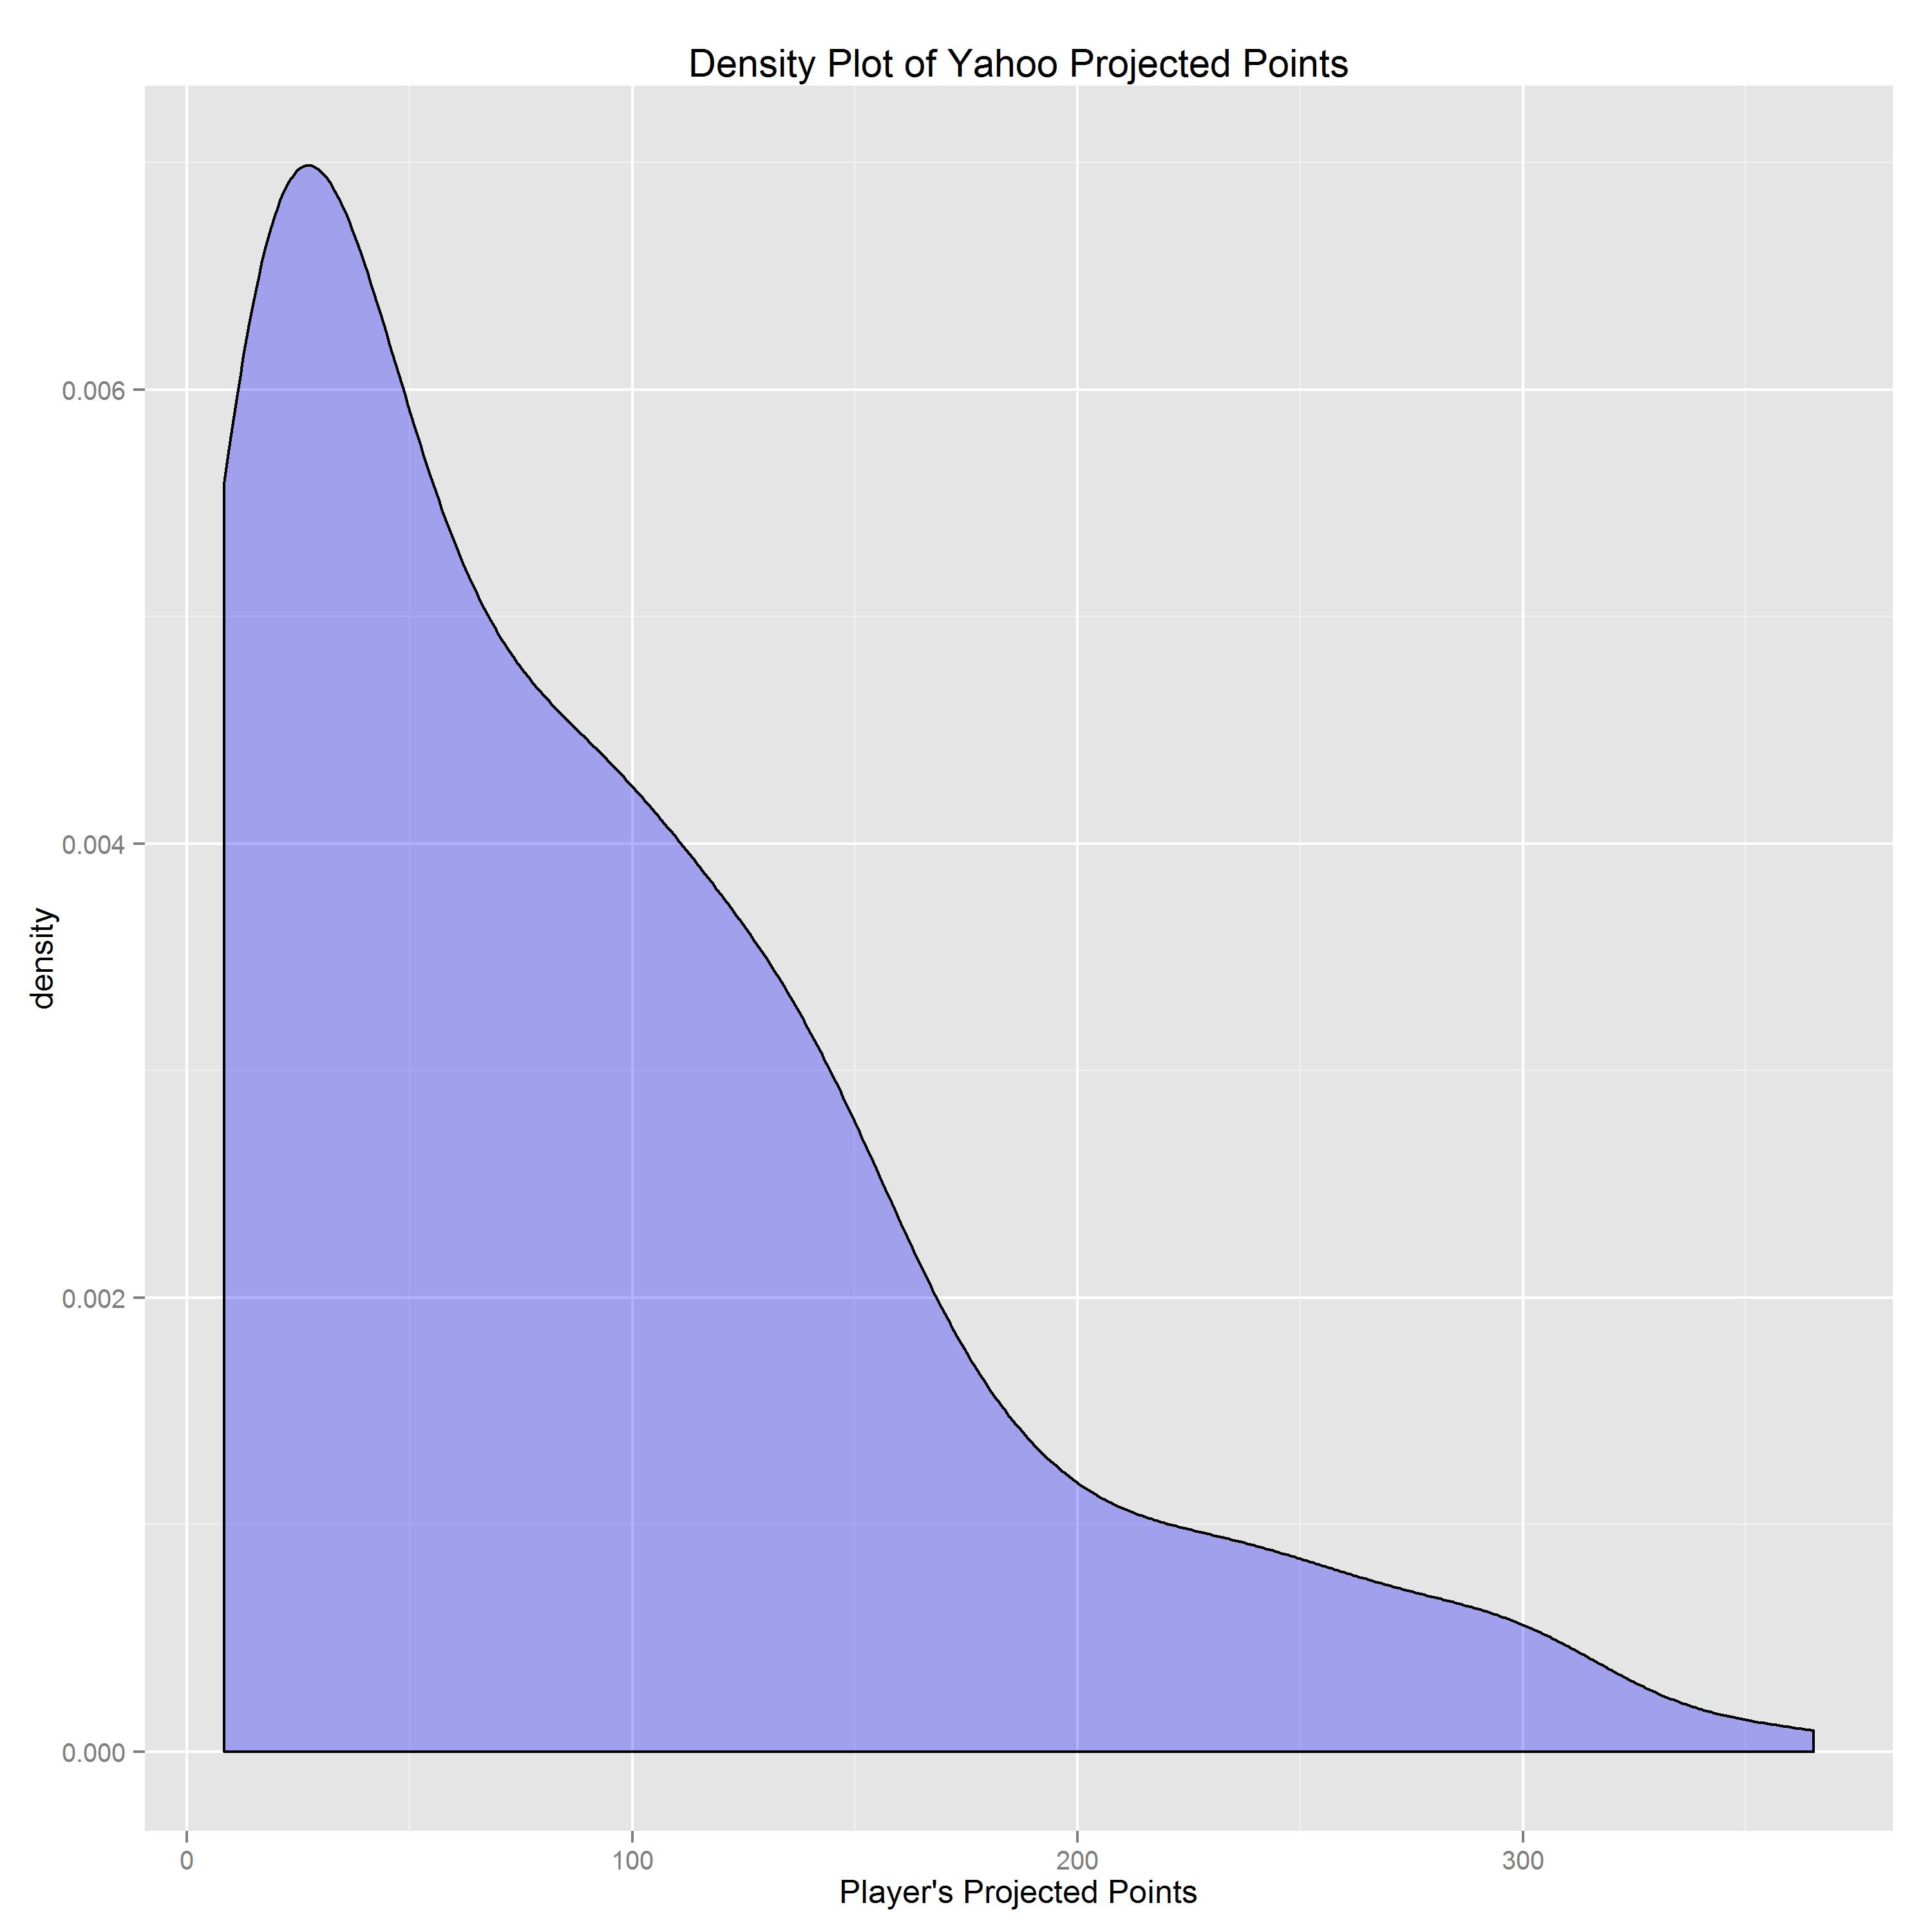 Density Plot of Yahoo Projected Points
density
0.006
0.004
0.002
0.000
0 100 200 300
Player's Projected Points